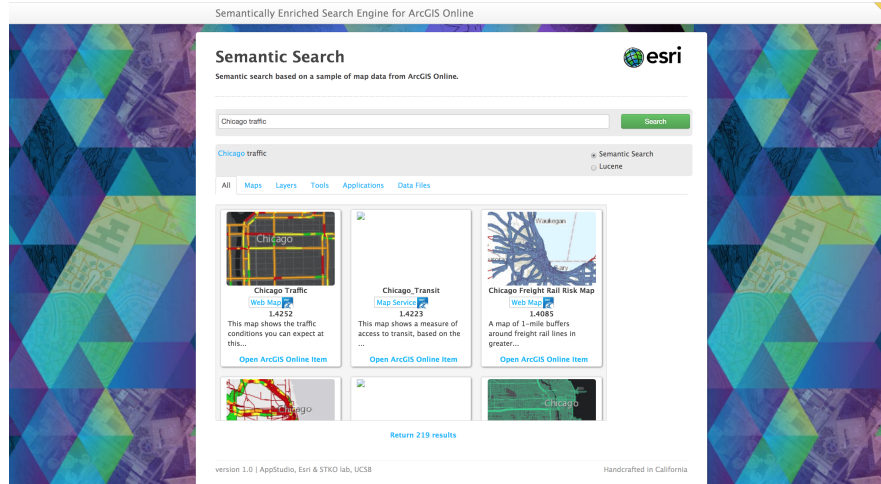 Semantically Enriched Search Engine for ArcGIS Online
Semantic Search
esri
Semantic search based on a sample of map data from ArcGIS Online.
Chicago traffic
Search
Chicago traffic
Semantic Search
Lucene
All Maps Layers Tools Applications Data Files
Chicago
Chicago Traffic
Web Map
1.4252
This map shows the traffic
conditions you can expect at
this...
Open ArcGIS Online Item
Chicago_Transit
Map Service
1.4223
This map shows a measure of
access to transit, based on the
...
Open ArcGIS Online Item
Waukegan
Chicago Freight Rail Risk Map
Web Map
1.4085
A map of 1-mile buffers
around freight rail lines in
greater...
Open ArcGIS Online Item
Chicago
Chicago
Return 219 results
version 1.0 | AppStudio, Esri & STKO lab, UCSB
Handcrafted in California